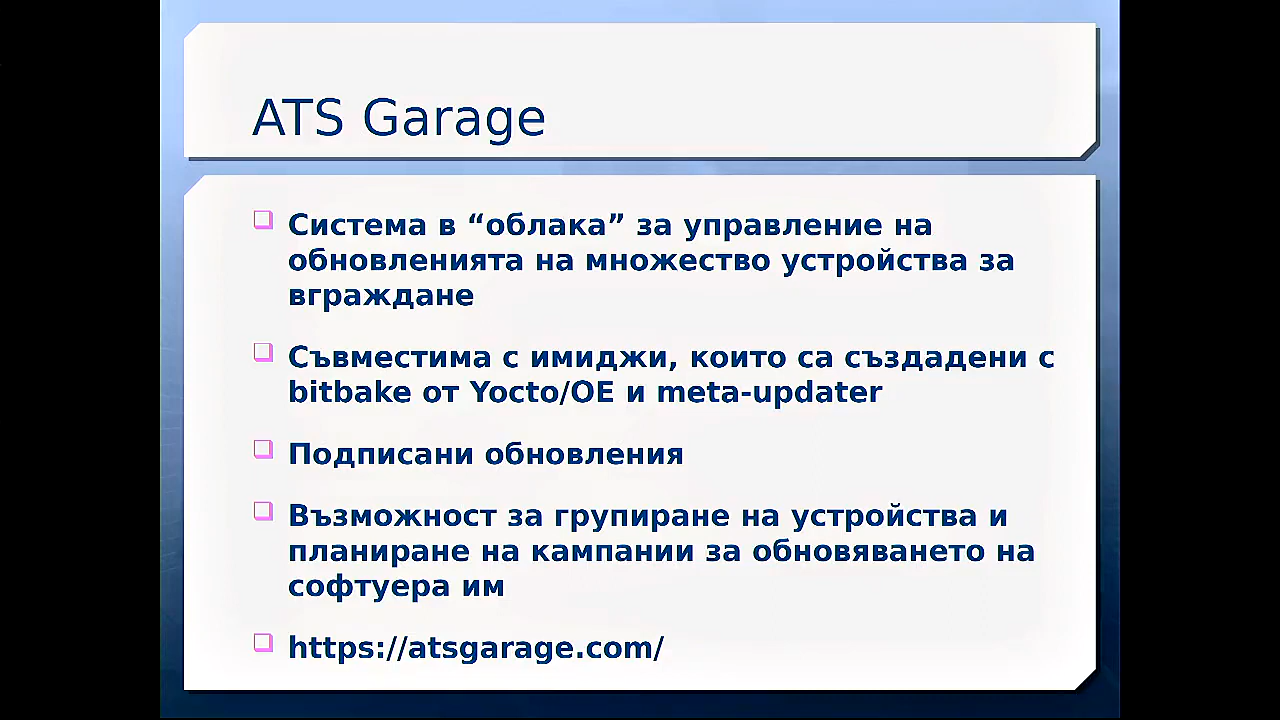 ATS Garage
Система в “облака” за управление на
обновленията на множество устройства за
вграждане
Съвместима с имиджи, които са създадени с
bitbake от Yocto/OE и meta-updater
Подписани обновления
Възможност за групиране на устройства и
планиране на кампании за обновяването на
софтуера им
https://atsgarage.com/